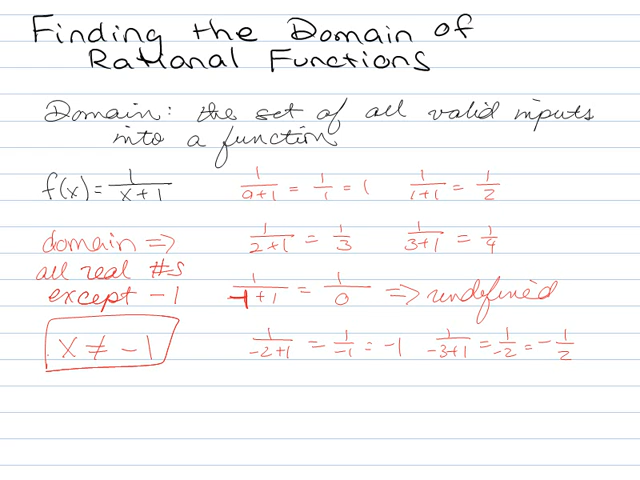 Finding the Domain of
Rational Functions
Domain: the set of all valid inputs
into a function
f(x) = 1/(x + 1)   1/(0+1) = 1/1 = 1   1/(1+1) = 1/2
domain =>   1/(2+1) = 1/3   1/(3+1) = 1/4
all real #s
except -1   1/(-1+1) = 1/0 => undefined
x ≠ -1   1/(-2+1) = 1/-1 = -1   1/(-3+1) = 1/-2 = -1/2